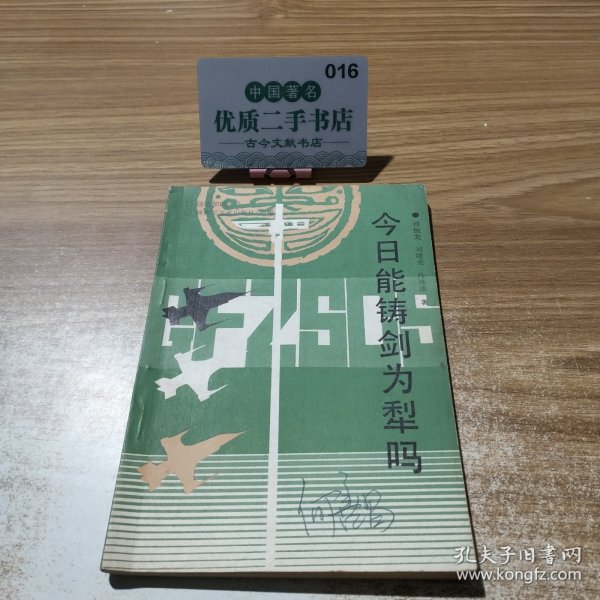 016
中国著名
优质二手书店
古今文献书店
今日能铸剑为犁吗
著
孔夫子旧书网
www.kongfz.com